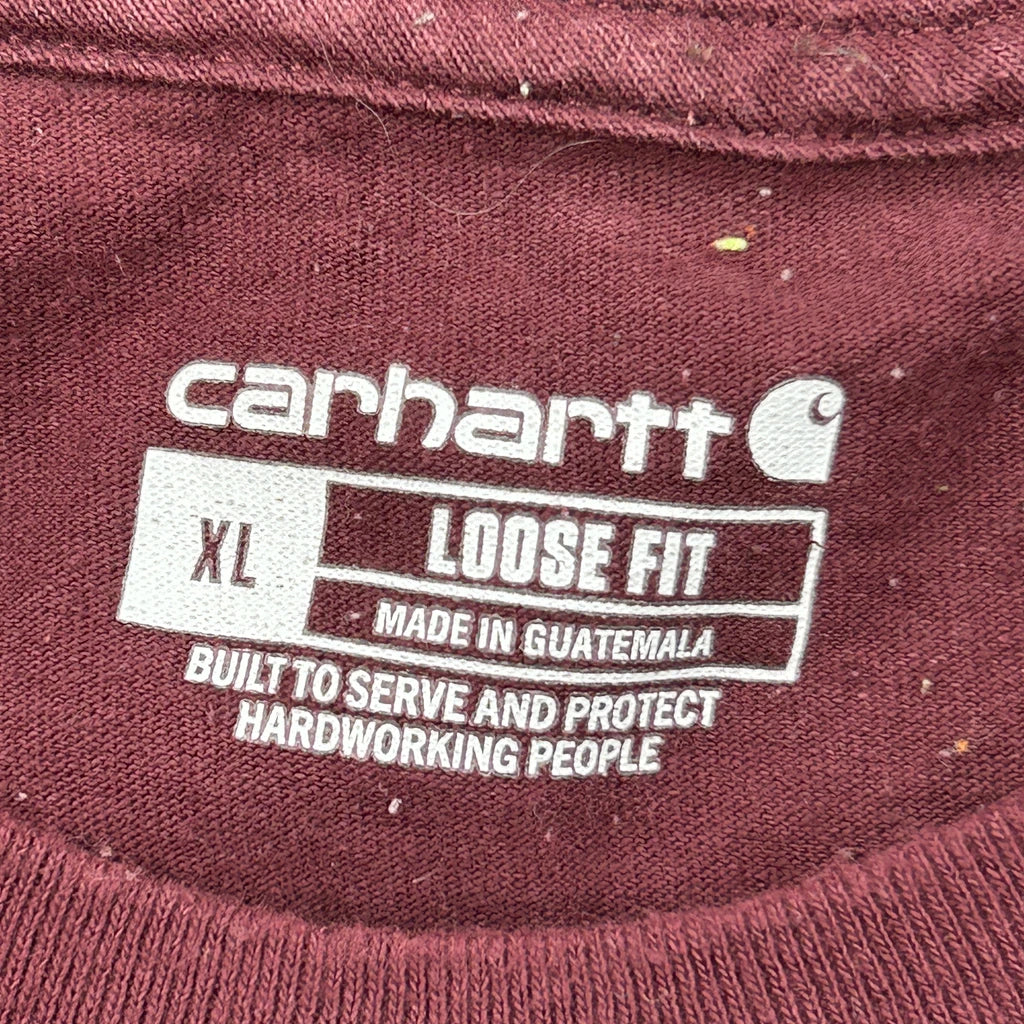 carhartt
XL
LOOSE FIT
MADE IN GUATEMALA
BUILT TO SERVE AND PROTECT
HARDWORKING PEOPLE